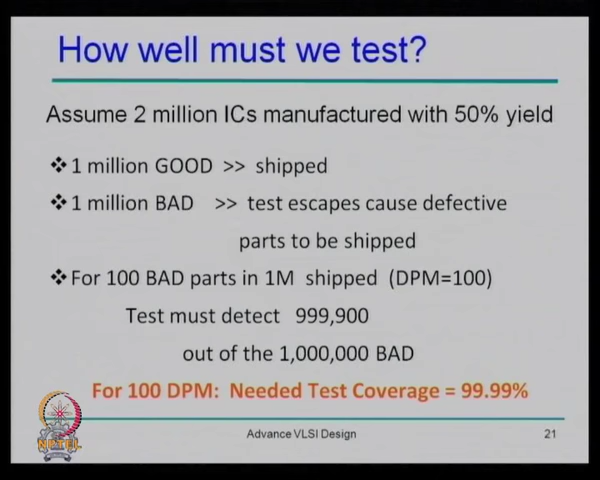 How well must we test?
Assume 2 million ICs manufactured with 50% yield
❖1 million GOOD >> shipped
❖1 million BAD >> test escapes cause defective
parts to be shipped
❖For 100 BAD parts in 1M shipped (DPM=100)
Test must detect 999,900
out of the 1,000,000 BAD
For 100 DPM: Needed Test Coverage = 99.99%
NPTEL
Advance VLSI Design
21